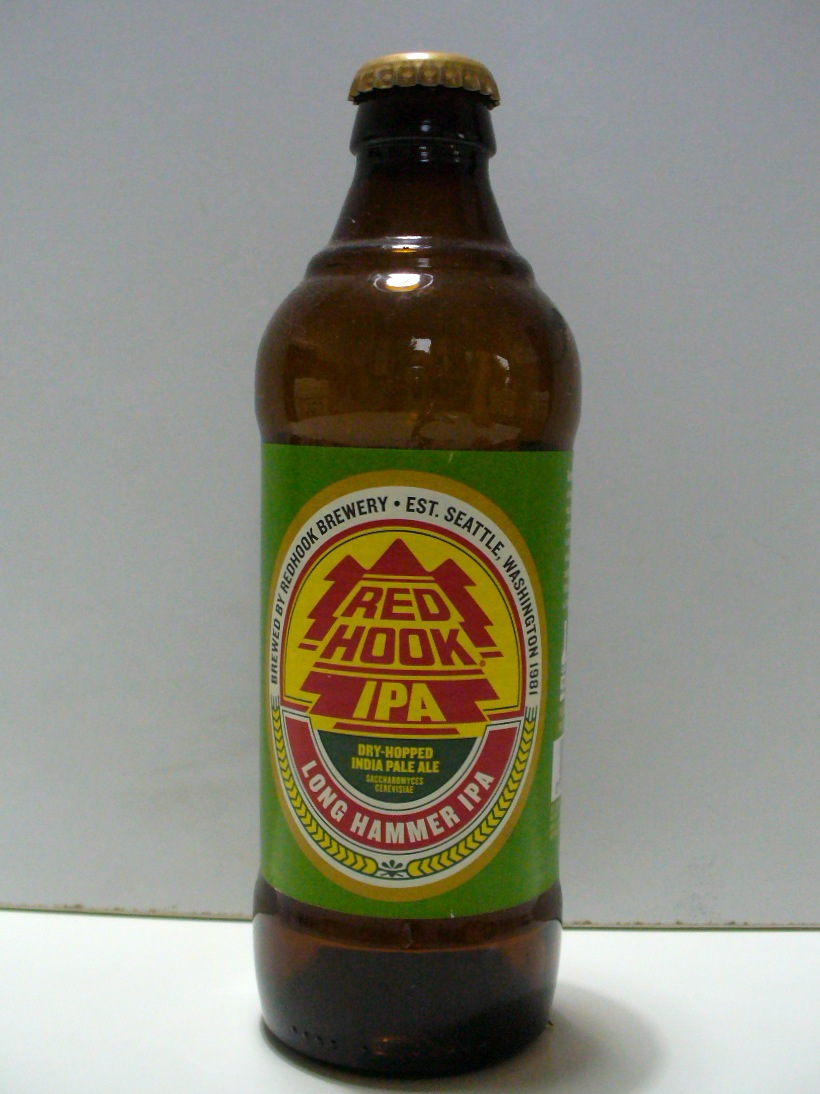 BREWED BY REDHOOK BREWERY • EST. SEATTLE, WASHINGTON 1981
RED
HOOK®
IPA
DRY-HOPPED
INDIA PALE ALE
SACCHAROMYCES
CEREVISIAE
LONG HAMMER IPA